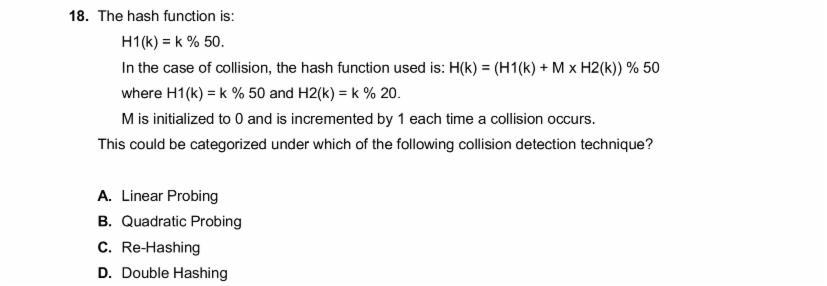 18. The hash function is:
H1(k) = k % 50.
In the case of collision, the hash function used is: H(k) = (H1(k) + M x H2(k)) % 50
where H1(k) = k % 50 and H2(k) = k % 20.
M is initialized to 0 and is incremented by 1 each time a collision occurs.
This could be categorized under which of the following collision detection technique?
A. Linear Probing
B. Quadratic Probing
C. Re-Hashing
D. Double Hashing